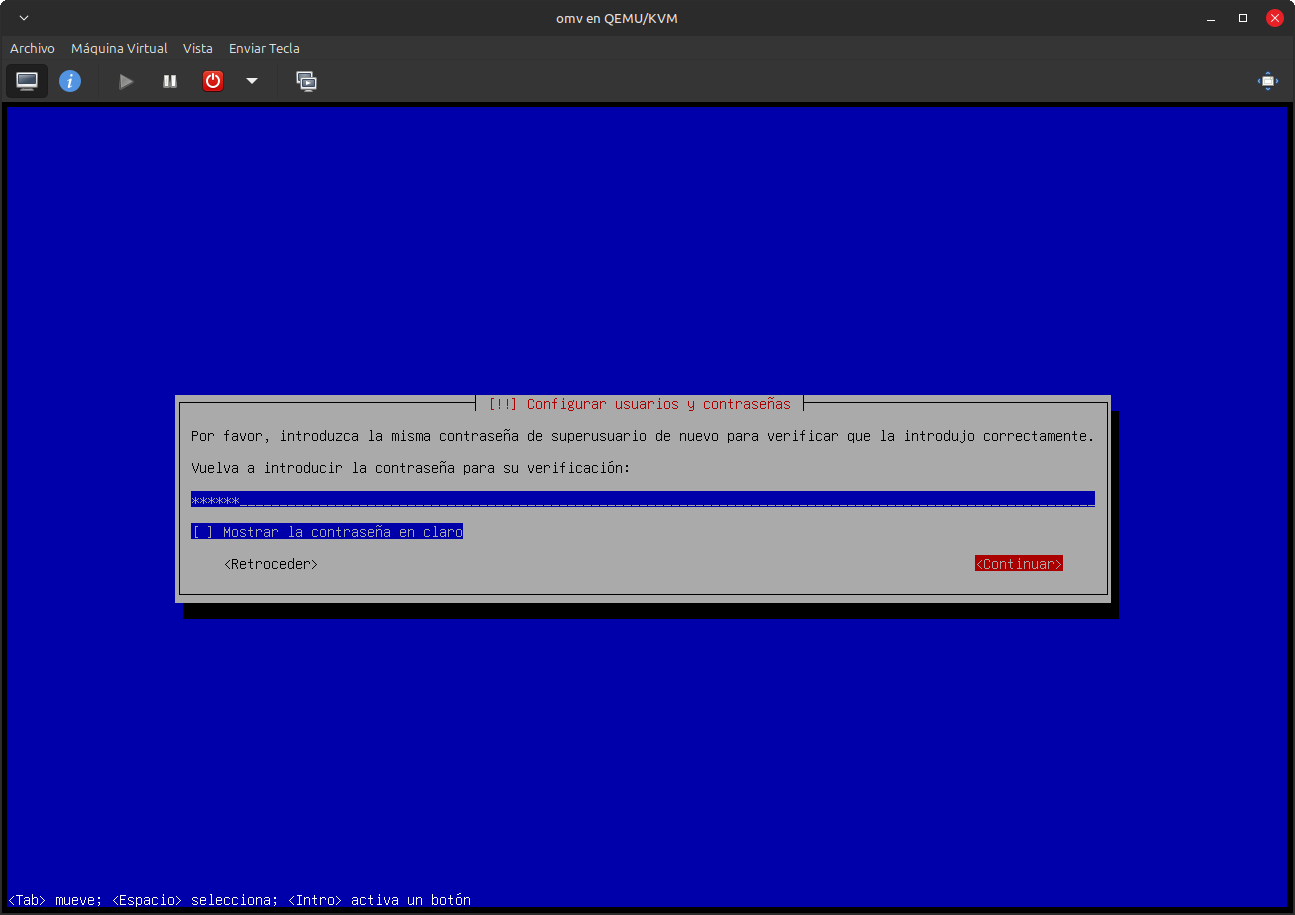 omv en QEMU/KVM
Archivo Máquina Virtual Vista Enviar Tecla
[!!] Configurar usuarios y contraseñas
Por favor, introduzca la misma contraseña de superusuario de nuevo para verificar que la introdujo correctamente.
Vuelva a introducir la contraseña para su verificación:
******
[ ] Mostrar la contraseña en claro
<Retroceder> <Continuar>
<Tab> mueve; <Espacio> selecciona; <Intro> activa un botón